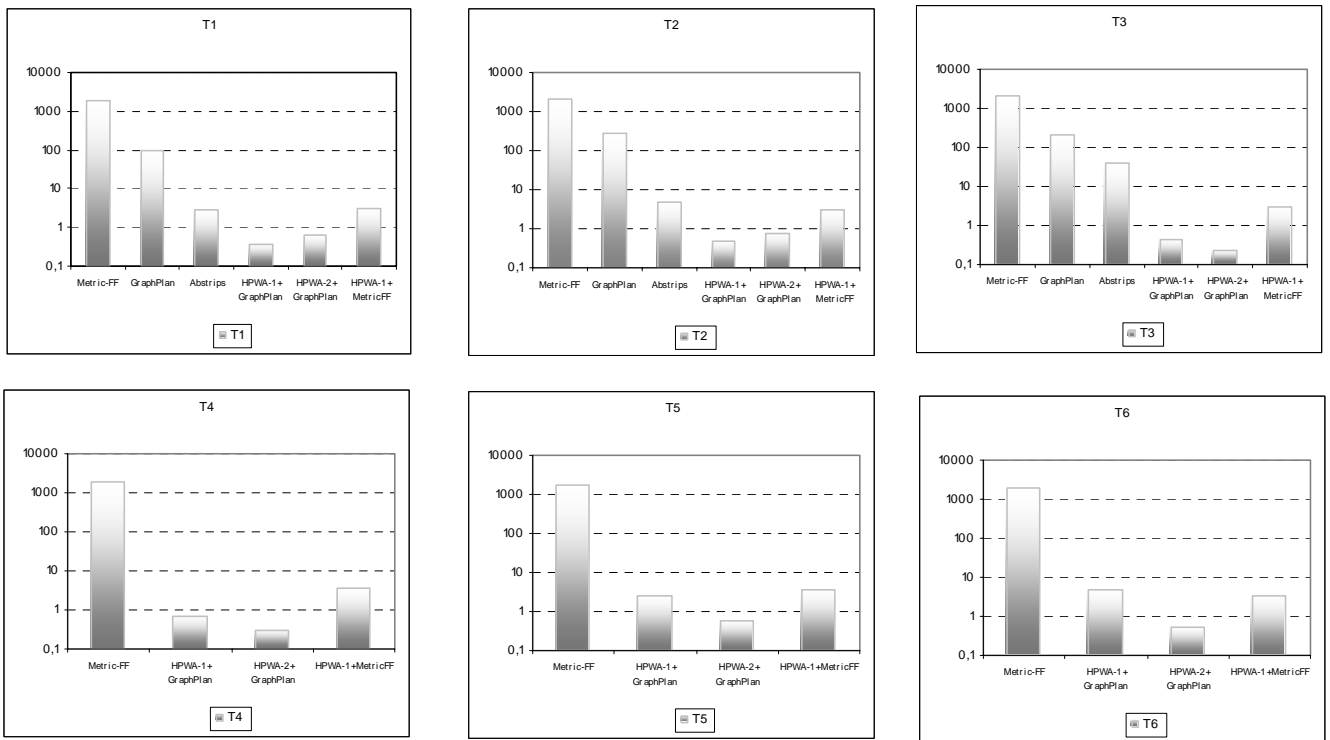 T1
10000
1000
100
10
1
0,1
Metric-FF GraphPlan Abstrips HPWA-1+ HPWA-2+ HPWA-1+
GraphPlan GraphPlan MetricFF
T1
T2
10000
1000
100
10
1
0,1
Metric-FF GraphPlan Abstrips HPWA-1+ HPWA-2+ HPWA-1+
GraphPlan GraphPlan MetricFF
T2
T3
10000
1000
100
10
1
0,1
Metric-FF GraphPlan Abstrips HPWA-1+ HPWA-2+ HPWA-1+
GraphPlan GraphPlan MetricFF
T3
T4
10000
1000
100
10
1
0,1
Metric-FF HPWA-1+ HPWA-2+ HPWA-1+MetricFF
GraphPlan GraphPlan
T4
T5
10000
1000
100
10
1
0,1
Metric-FF HPWA-1+ HPWA-2+ HPWA-1+MetricFF
GraphPlan GraphPlan
T5
T6
10000
1000
100
10
1
0,1
Metric-FF HPWA-1+ HPWA-2+ HPWA-1+MetricFF
GraphPlan GraphPlan
T6